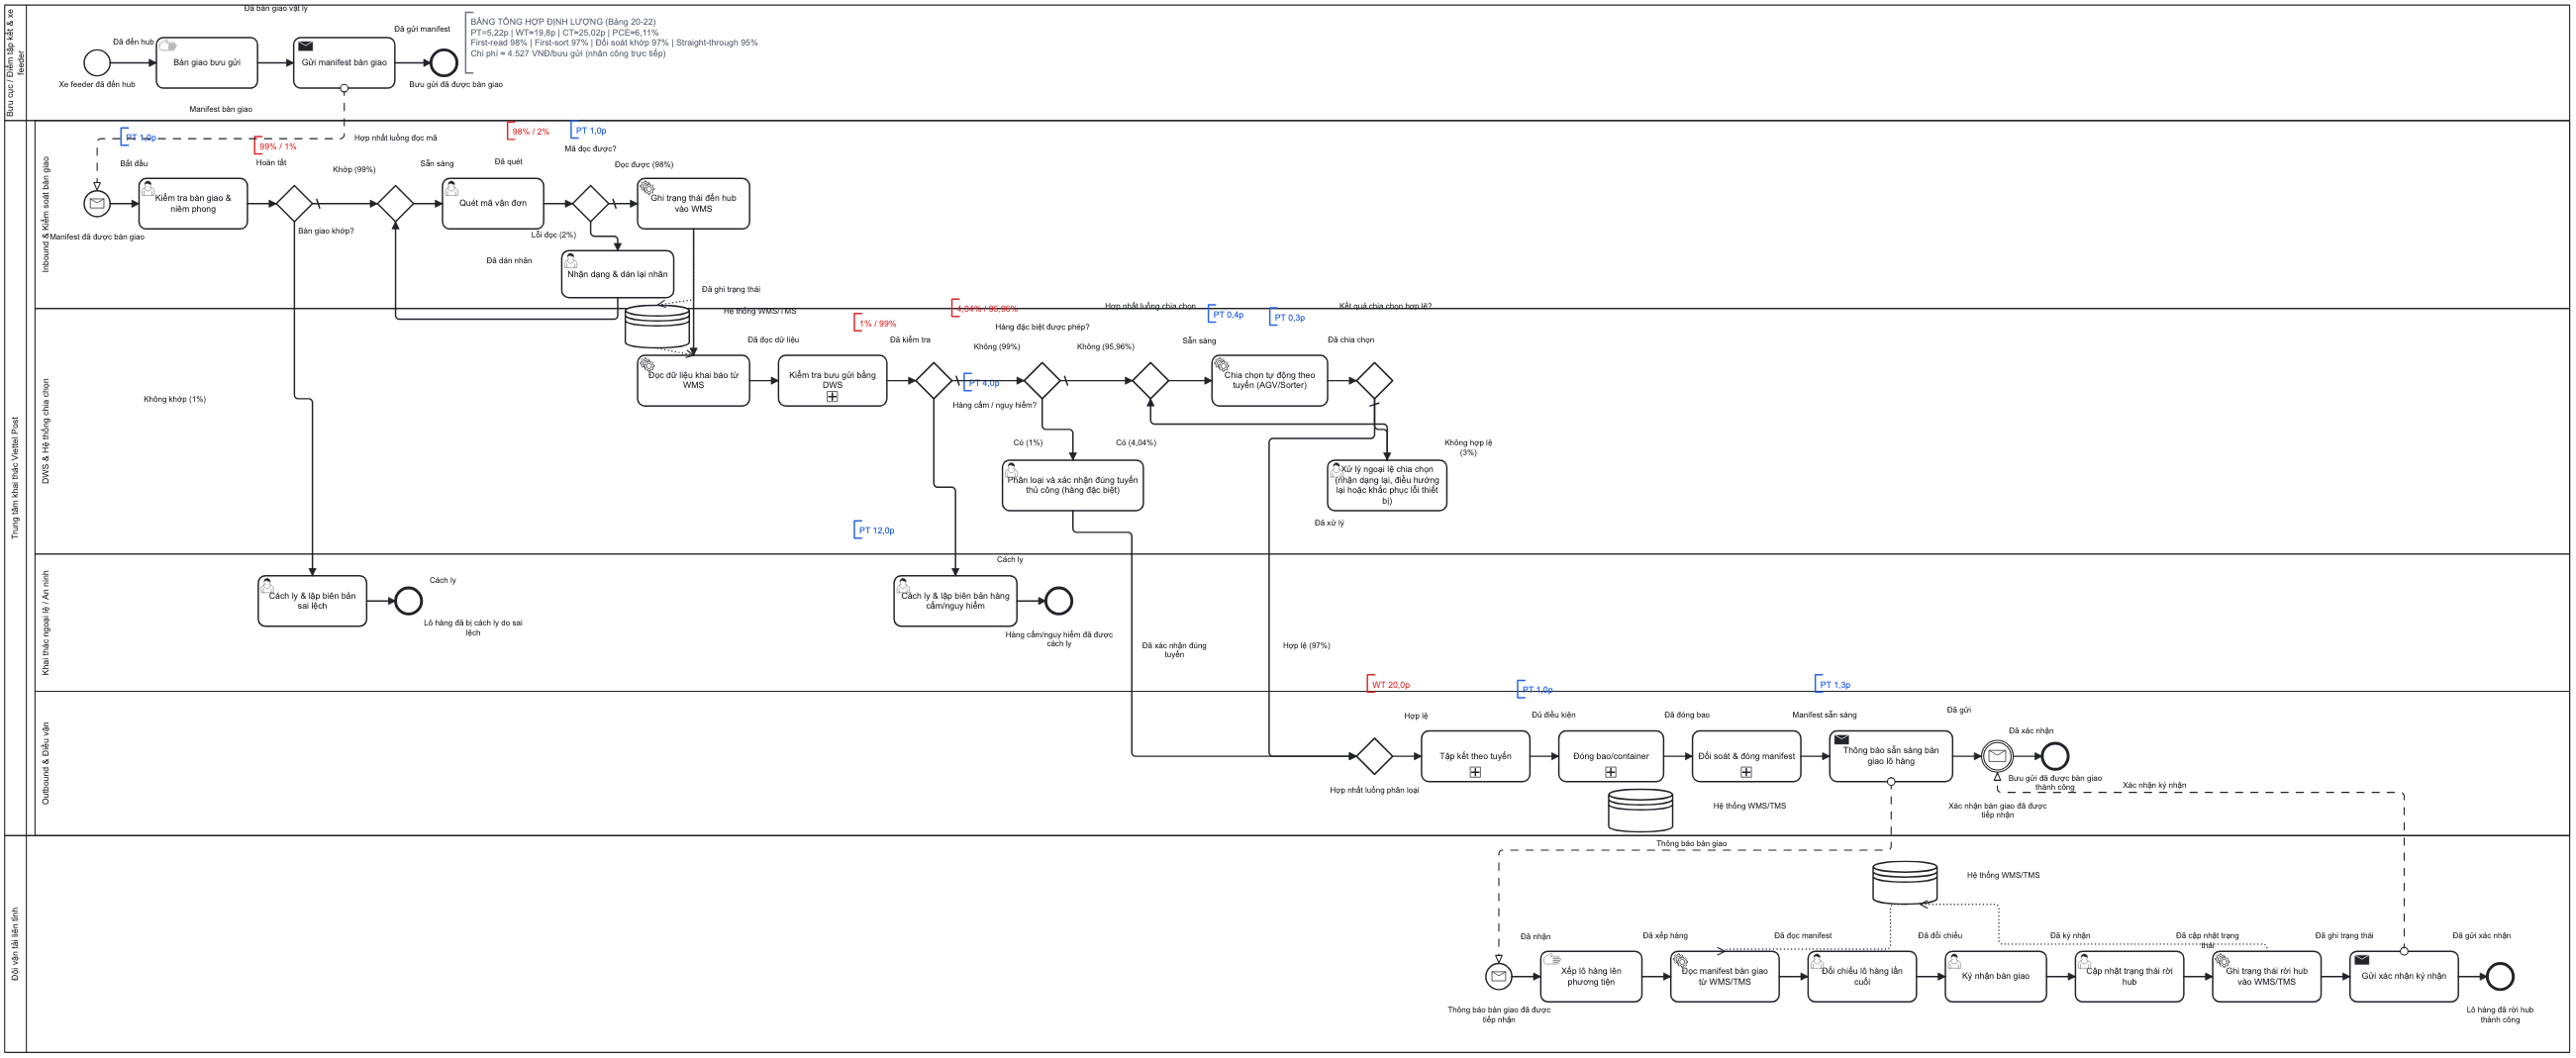 Bưu cục / Điểm tập kết & xe
feeder
Đã bàn giao vật lý
Đã đến hub
Xe feeder đã đến hub
Bàn giao bưu gửi
Gửi manifest bàn giao
Đã gửi manifest
Bưu gửi đã được bàn giao
Manifest bàn giao
BẢNG TỔNG HỢP ĐỊNH LƯỢNG (Bảng 20-22)
PT=5,22p | WT≈19,8p | CT≈25,02p | PCE≈6,11%
First-read 98% | First-sort 97% | Đối soát khớp 97% | Straight-through 95%
Chi phí ≈ 4.527 VNĐ/bưu gửi (nhân công trực tiếp)
Trung tâm khai thác Viettel Post
Inbound & Kiểm soát bàn giao
PT 1,0p
99% / 1%
Hợp nhất luồng đọc mã
98% / 2%
PT 1,0p
Mã đọc được?
Bắt đầu
Hoàn tất
Khớp (99%)
Sẵn sàng
Đã quét
Đọc được (98%)
Kiểm tra bàn giao &
niêm phong
Quét mã vận đơn
Ghi trạng thái đến hub
vào WMS
Manifest đã được bàn giao
Bàn giao khớp?
Lỗi đọc (2%)
Đã dán nhãn
Nhận dạng & dán lại nhãn
Đã ghi trạng thái
Hệ thống WMS/TMS
DWS & Hệ thống chia chọn
1% / 99%
4,04% / 95,96%
Hợp nhất luồng chia chọn
PT 0,4p
PT 0,3p
Kết quả chia chọn hợp lệ?
Hàng đặc biệt được phép?
Đã đọc dữ liệu
Đã kiểm tra
Không (99%)
Không (95,96%)
Sẵn sàng
Đã chia chọn
Đọc dữ liệu khai báo từ
WMS
Kiểm tra bưu gửi bằng
DWS
PT 4,0p
Chia chọn tự động theo
tuyến (AGV/Sorter)
Hàng cấm / nguy hiểm?
Không khớp (1%)
Có (1%)
Có (4,04%)
Không hợp lệ
(3%)
Phân loại và xác nhận đúng tuyến
thủ công (hàng đặc biệt)
Xử lý ngoại lệ chia chọn
(nhận dạng lại, điều hướng
lại hoặc khắc phục lỗi thiết
bị)
Đã xử lý
PT 12,0p
Khai thác ngoại lệ / An ninh
Cách ly
Cách ly
Cách ly & lập biên bản
sai lệch
Lô hàng đã bị cách ly do sai
lệch
Cách ly & lập biên bản hàng
cấm/nguy hiểm
Hàng cấm/nguy hiểm đã được
cách ly
Đã xác nhận đúng
tuyến
Hợp lệ (97%)
Outbound & Điều vận
WT 20,0p
PT 1,0p
PT 1,3p
Hợp lệ
Đủ điều kiện
Đã đóng bao
Manifest sẵn sàng
Đã gửi
Đã xác nhận
Tập kết theo tuyến
Đóng bao/container
Đối soát & đóng manifest
Thông báo sẵn sàng bàn
giao lô hàng
Bưu gửi đã được bàn giao
thành công
Xác nhận ký nhận
Hợp nhất luồng phân loại
Hệ thống WMS/TMS
Xác nhận bàn giao đã được
tiếp nhận
Đội vận tải liên tỉnh
Thông báo bàn giao
Hệ thống WMS/TMS
Đã nhận
Đã xếp hàng
Đã đọc manifest
Đã đối chiếu
Đã ký nhận
Đã cập nhật trạng
thái
Đã ghi trạng thái
Đã gửi xác nhận
Xếp lô hàng lên
phương tiện
Đọc manifest bàn giao
từ WMS/TMS
Đối chiếu lô hàng lần
cuối
Ký nhận bàn giao
Cập nhật trạng thái rời
hub
Ghi trạng thái rời hub
vào WMS/TMS
Gửi xác nhận ký nhận
Thông báo bàn giao đã được
tiếp nhận
Lô hàng đã rời hub
thành công